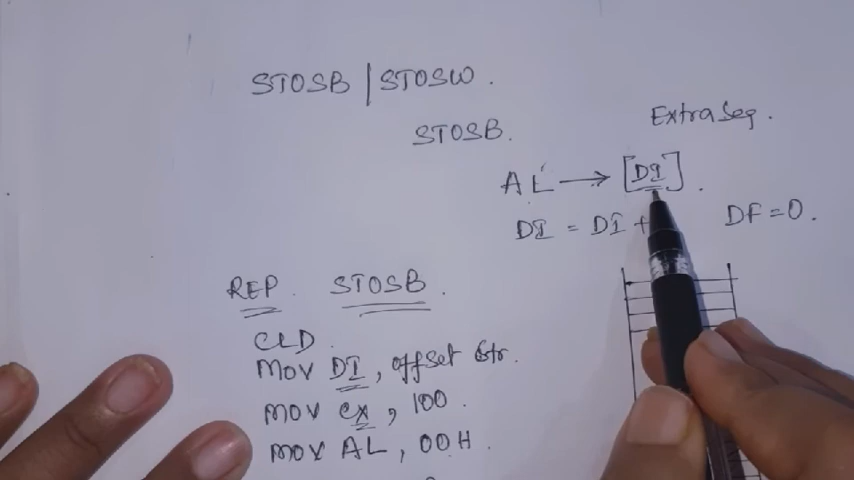 STOSB | STOSW.
Extra Seg.
STOSB.
AL → [DI].
DI = DI +
DF = 0.
REP STOSB.
CLD
MOV DI, offset Str.
MOV CX, 100.
MOV AL, 00H.